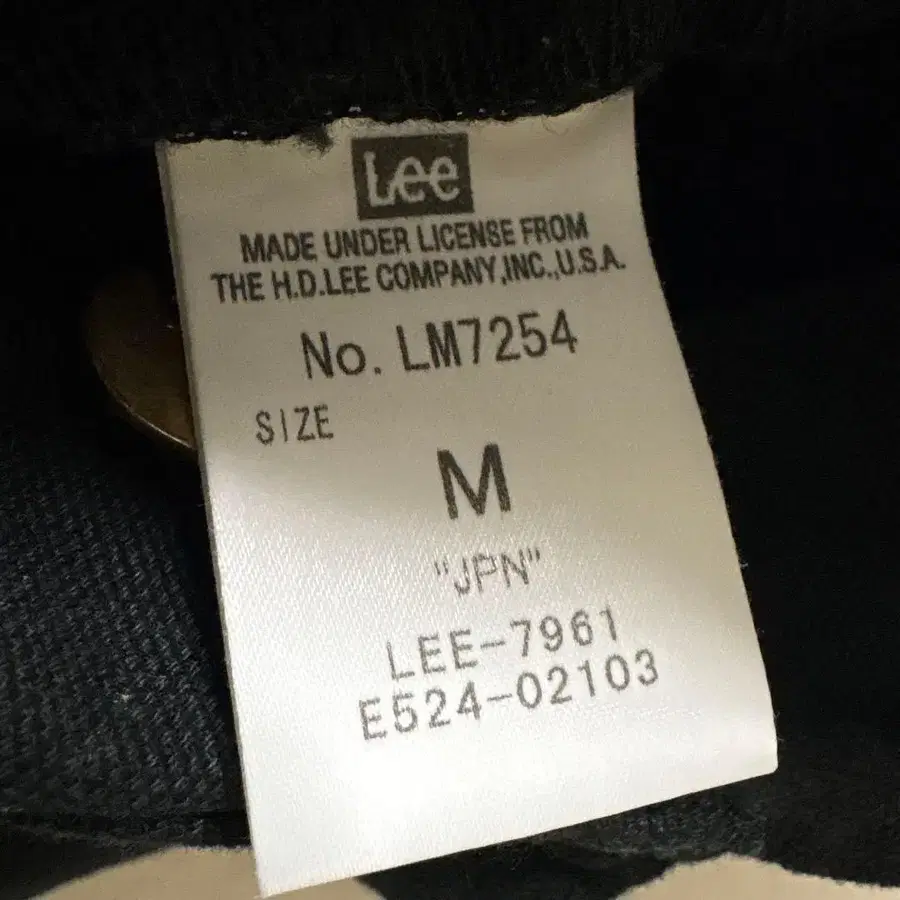 Lee
MADE UNDER LICENSE FROM
THE H.D.LEE COMPANY,INC.,U.S.A.
No. LM7254
SIZE
M
"JPN"
LEE-7961
E524-02103